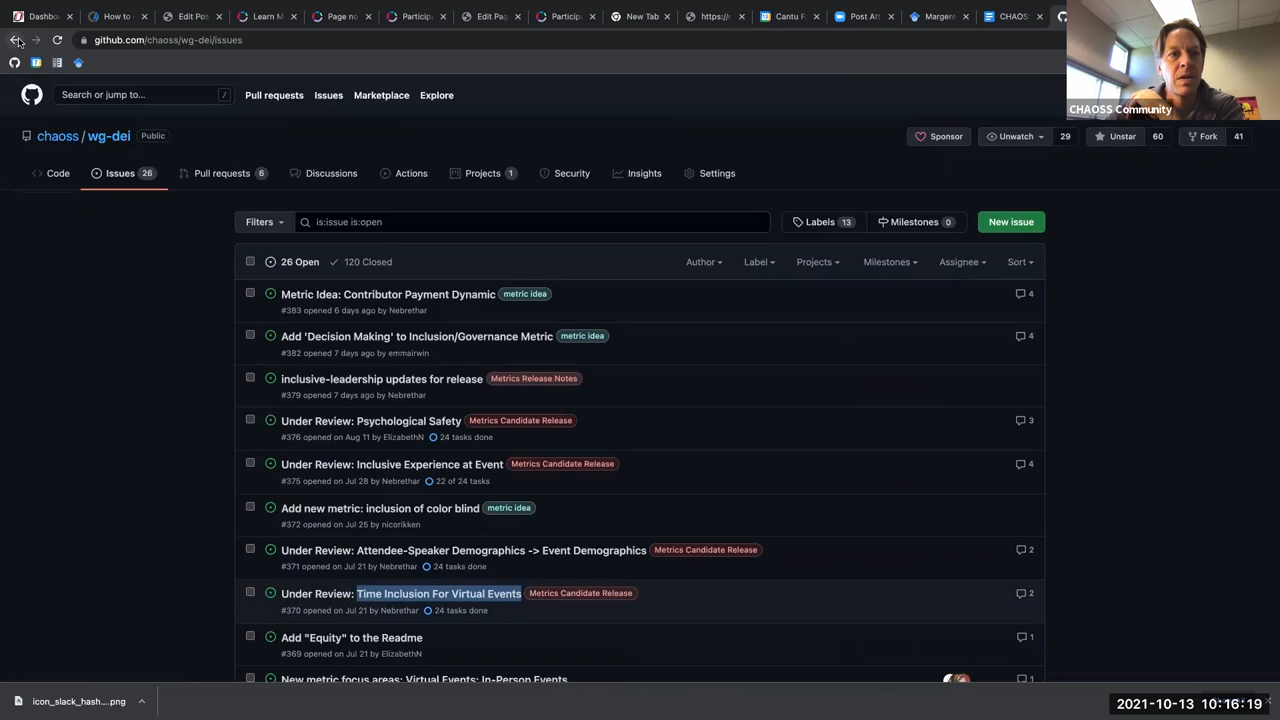 Dashbo
How to
Edit Pos
Learn M
Page no
Participa
Edit Pag
Particip
New Tab
https://
Cantu F
Post Att
Margere
CHAOS
github.com/chaoss/wg-dei/issues
Search or jump to... /
Pull requests
Issues
Marketplace
Explore
CHAOSS Community
chaoss / wg-dei Public
Sponsor
Unwatch 29
Unstar 60
Fork 41
Code
Issues 26
Pull requests 6
Discussions
Actions
Projects 1
Security
Insights
Settings
Filters
is:issue is:open
Labels 13
Milestones 0
New issue
26 Open
120 Closed
Author
Label
Projects
Milestones
Assignee
Sort
Metric Idea: Contributor Payment Dynamic metric idea 4
#383 opened 6 days ago by Nebrethar
Add 'Decision Making' to Inclusion/Governance Metric metric idea 4
#382 opened 7 days ago by emmairwin
inclusive-leadership updates for release Metrics Release Notes
#379 opened 7 days ago by Nebrethar
Under Review: Psychological Safety Metrics Candidate Release 3
#376 opened on Aug 11 by ElizabethN 24 tasks done
Under Review: Inclusive Experience at Event Metrics Candidate Release 4
#375 opened on Jul 28 by Nebrethar 22 of 24 tasks
Add new metric: inclusion of color blind metric idea
#372 opened on Jul 25 by nicorikken
Under Review: Attendee-Speaker Demographics -> Event Demographics Metrics Candidate Release 2
#371 opened on Jul 21 by Nebrethar 24 tasks done
Under Review: Time Inclusion For Virtual Events Metrics Candidate Release 2
#370 opened on Jul 21 by Nebrethar 24 tasks done
Add "Equity" to the Readme 1
#369 opened on Jul 21 by ElizabethN
New metric focus areas: Virtual Events; In-Person Events 1
icon_slack_hash....png
2021-10-13 10:16:19